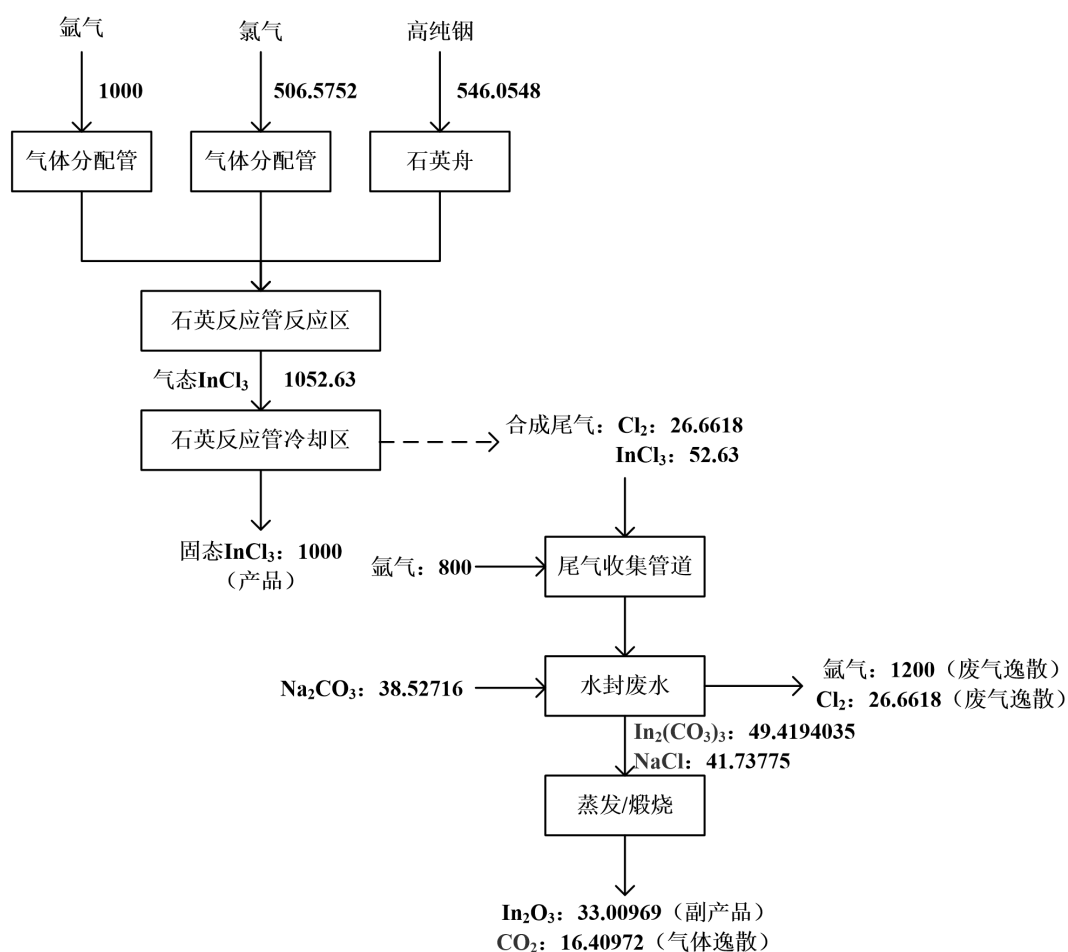 氩气
氯气
高纯铟
1000
506.5752
546.0548
气体分配管
气体分配管
石英舟
石英反应管反应区
气态InCl₃
1052.63
石英反应管冷却区
合成尾气：Cl₂：26.6618
InCl₃：52.63
固态InCl₃：1000
（产品）
氩气：800
尾气收集管道
Na₂CO₃：38.52716
水封废水
氩气：1200（废气逸散）
Cl₂：26.6618（废气逸散）
In₂(CO₃)₃：49.4194035
NaCl：41.73775
蒸发/煅烧
In₂O₃：33.00969（副产品）
CO₂：16.40972（气体逸散）